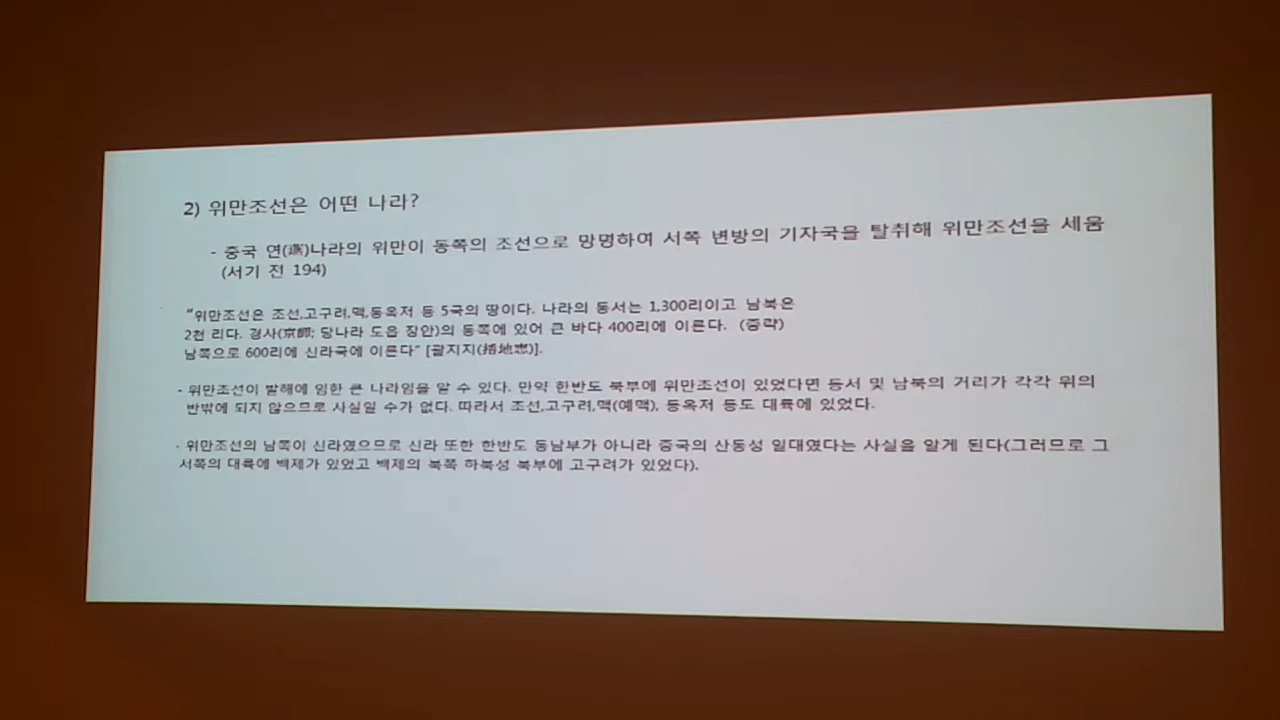 2) 위만조선은 어떤 나라?
- 중국 연(燕)나라의 위만이 동쪽의 조선으로 망명하여 서쪽 변방의 기자국을 탈취해 위만조선을 세움
(서기 전 194)
"위만조선은 조선,고구려,맥,동옥저 등 5국의 땅이다. 나라의 동서는 1,300리이고 남북은
2천 리다. 경사(京師; 당나라 도읍 장안)의 동쪽에 있어 큰 바다 400리에 이른다. (중략)
남쪽으로 600리에 신라국에 이른다" [괄지지(括地志)].
- 위만조선이 발해에 임한 큰 나라임을 알 수 있다. 만약 한반도 북부에 위만조선이 있었다면 동서 및 남북의 거리가 각각 위의
반밖에 되지 않으므로 사실일 수가 없다. 따라서 조선,고구려,맥(예맥), 동옥저 등도 대륙에 있었다.
- 위만조선의 남쪽이 신라였으므로 신라 또한 한반도 동남부가 아니라 중국의 산동성 일대였다는 사실을 알게 된다(그러므로 그
서쪽의 대륙에 백제가 있었고 백제의 북쪽 하북성 북부에 고구려가 있었다).